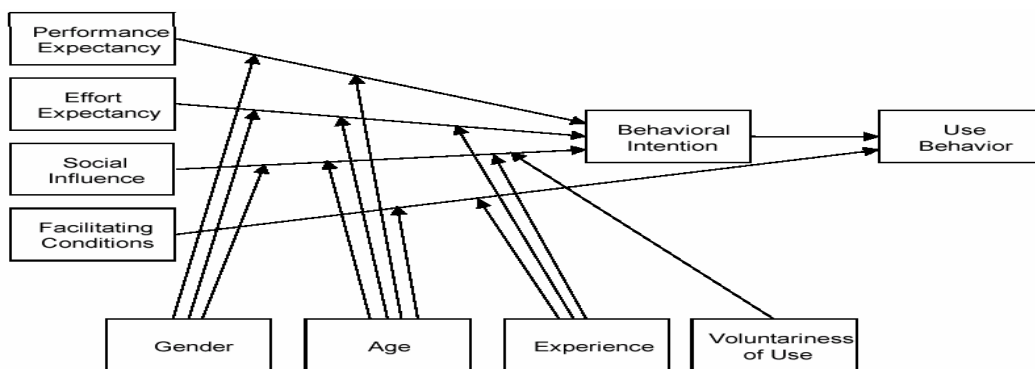 Performance
Expectancy
Effort
Expectancy
Social
Influence
Facilitating
Conditions
Behavioral
Intention
Use
Behavior
Gender
Age
Experience
Voluntariness
of Use